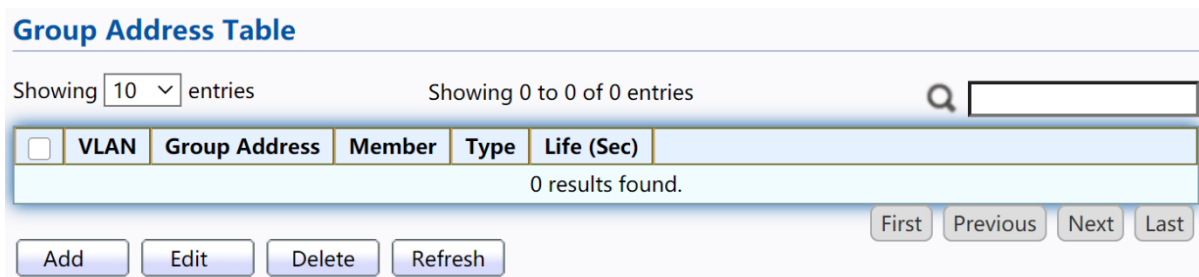 Group Address Table
Showing 10 entries Showing 0 to 0 of 0 entries
VLAN Group Address Member Type Life (Sec)
0 results found.
First Previous Next Last
Add Edit Delete Refresh